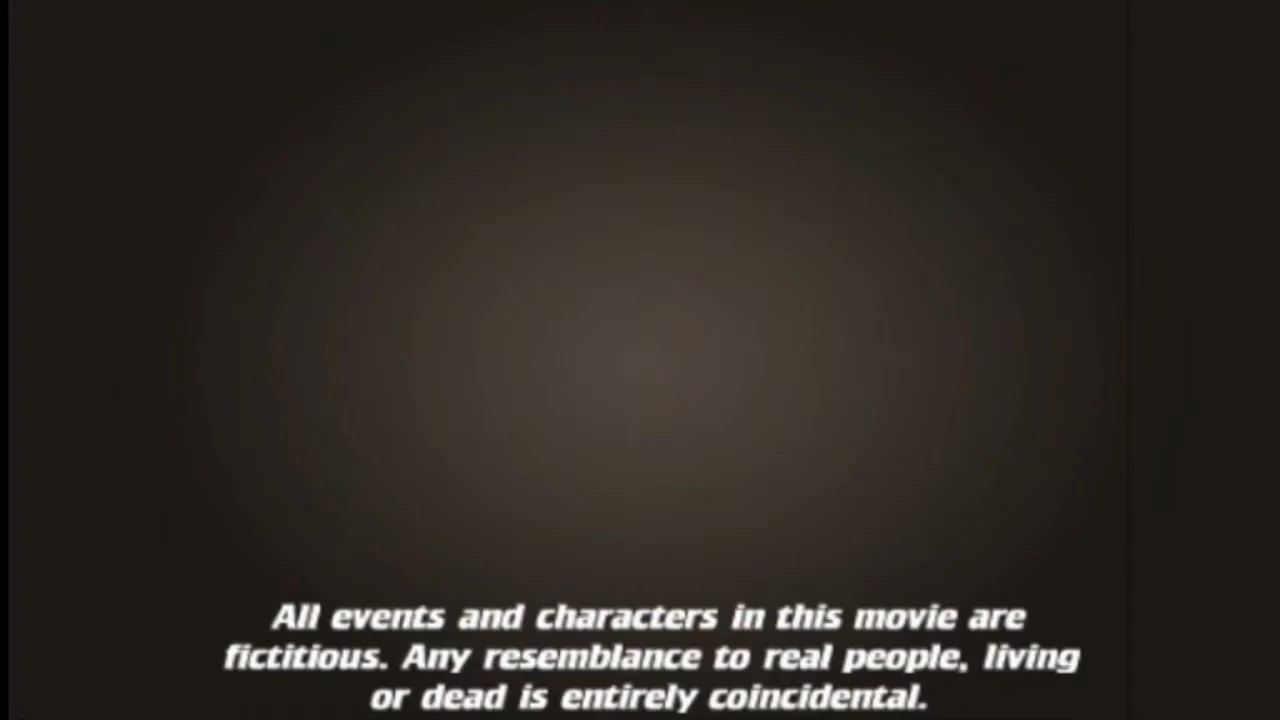 All events and characters in this movie are
fictitious. Any resemblance to real people, living
or dead is entirely coincidental.